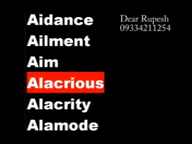 Aidance
Ailment
Aim
Alacrious
Alacrity
Alamode
Dear Rupesh
09334211254